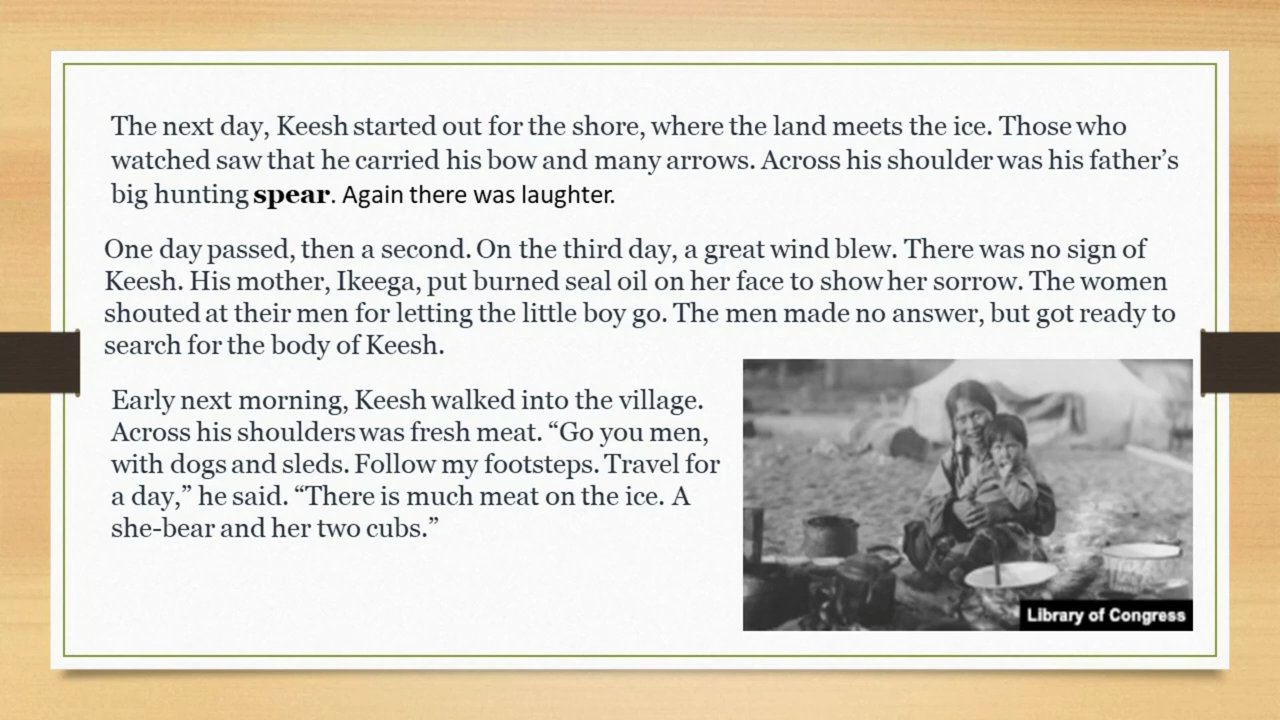 The next day, Keesh started out for the shore, where the land meets the ice. Those who
watched saw that he carried his bow and many arrows. Across his shoulder was his father’s
big hunting spear. Again there was laughter.
One day passed, then a second. On the third day, a great wind blew. There was no sign of
Keesh. His mother, Ikeega, put burned seal oil on her face to show her sorrow. The women
shouted at their men for letting the little boy go. The men made no answer, but got ready to
search for the body of Keesh.
Early next morning, Keesh walked into the village.
Across his shoulders was fresh meat. “Go you men,
with dogs and sleds. Follow my footsteps. Travel for
a day,” he said. “There is much meat on the ice. A
she-bear and her two cubs.”
Library of Congress